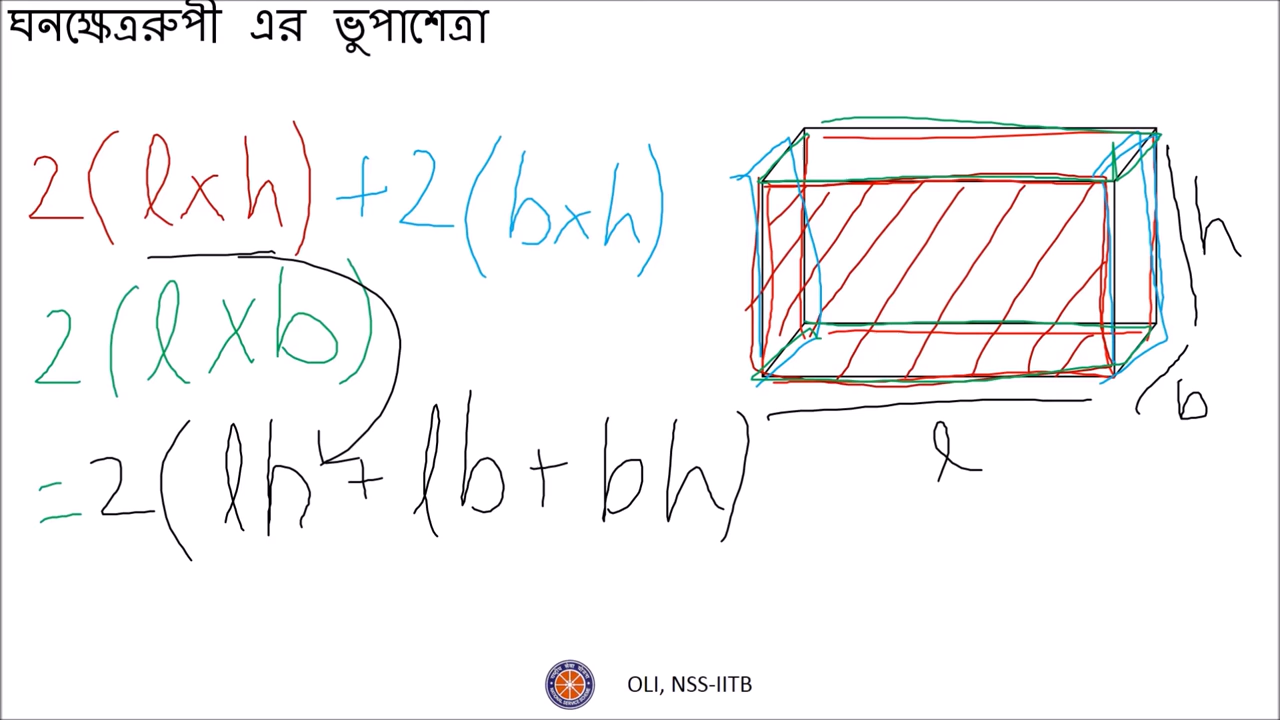 ঘনক্ষেত্ররুপী এর ভুপাশেত্রা
2(l×h)+2(b×h)
2(l×b)
=2(lh+lb+bh)
h
b
l
OLI, NSS-IITB